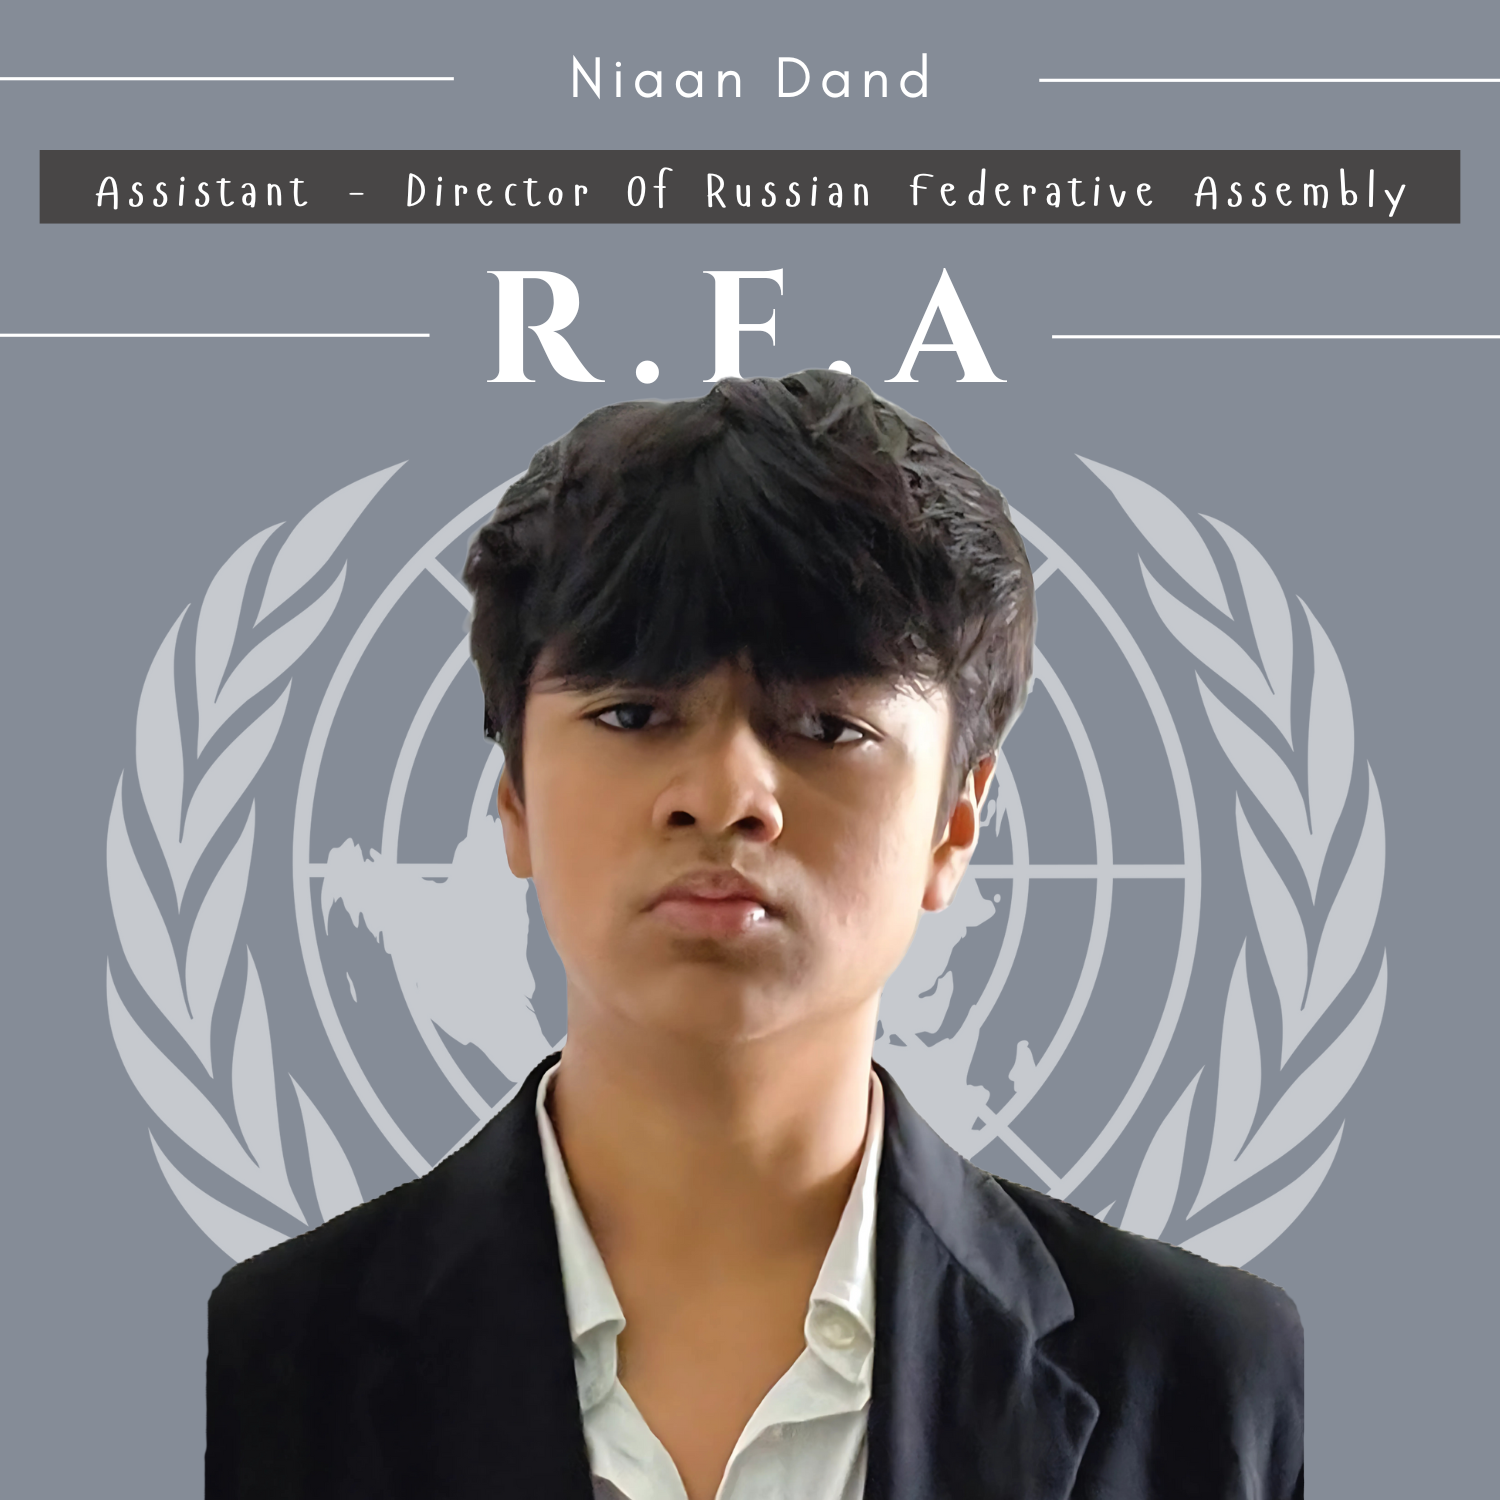 Niaan Dand
Assistant - Director Of Russian Federative Assembly
R.F.A